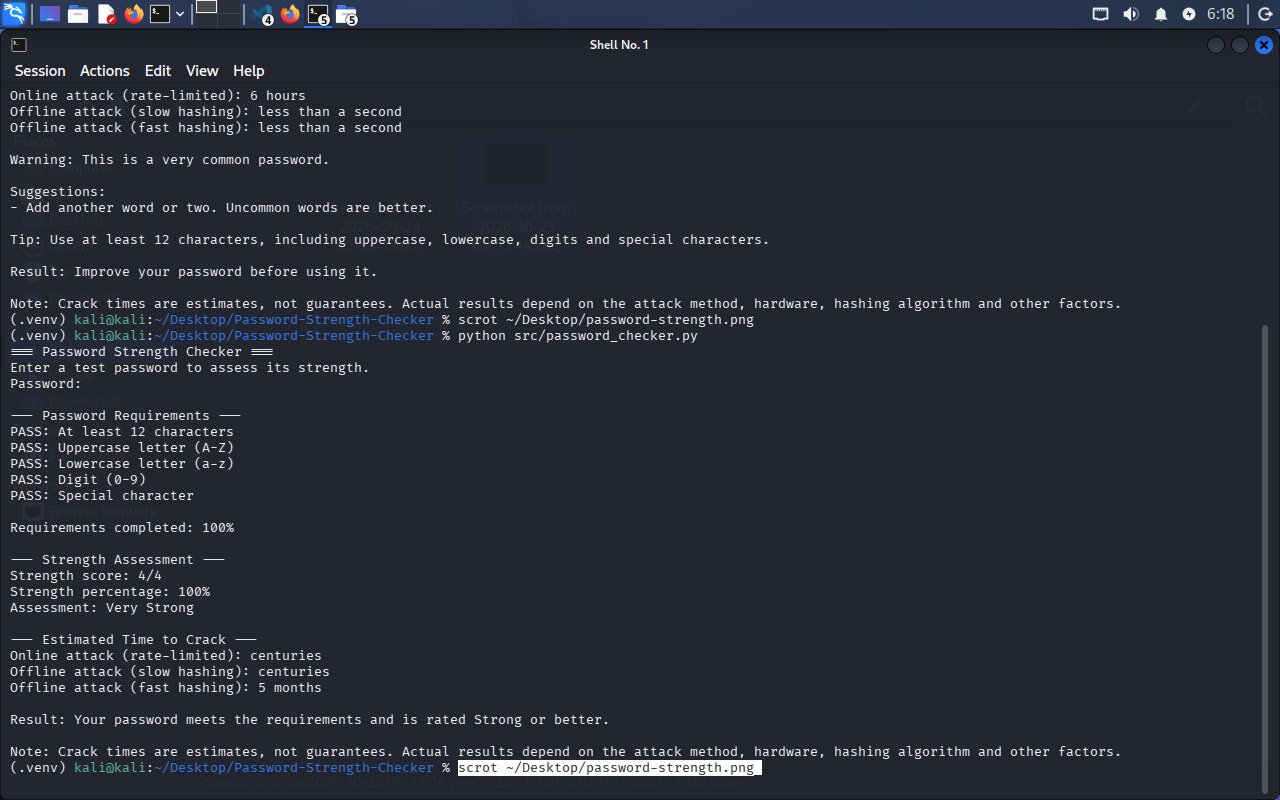 4
5
5
6:18
Shell No. 1
Session Actions Edit View Help
Online attack (rate-limited): 6 hours
Offline attack (slow hashing): less than a second
Offline attack (fast hashing): less than a second
Warning: This is a very common password.
Suggestions:
- Add another word or two. Uncommon words are better.
Tip: Use at least 12 characters, including uppercase, lowercase, digits and special characters.
Result: Improve your password before using it.
Note: Crack times are estimates, not guarantees. Actual results depend on the attack method, hardware, hashing algorithm and other factors.
(.venv) kali@kali:~/Desktop/Password-Strength-Checker % scrot ~/Desktop/password-strength.png
(.venv) kali@kali:~/Desktop/Password-Strength-Checker % python src/password_checker.py
=== Password Strength Checker ===
Enter a test password to assess its strength.
Password:
--- Password Requirements ---
PASS: At least 12 characters
PASS: Uppercase letter (A-Z)
PASS: Lowercase letter (a-z)
PASS: Digit (0-9)
PASS: Special character
Requirements completed: 100%
--- Strength Assessment ---
Strength score: 4/4
Strength percentage: 100%
Assessment: Very Strong
--- Estimated Time to Crack ---
Online attack (rate-limited): centuries
Offline attack (slow hashing): centuries
Offline attack (fast hashing): 5 months
Result: Your password meets the requirements and is rated Strong or better.
Note: Crack times are estimates, not guarantees. Actual results depend on the attack method, hardware, hashing algorithm and other factors.
(.venv) kali@kali:~/Desktop/Password-Strength-Checker % scrot ~/Desktop/password-strength.png